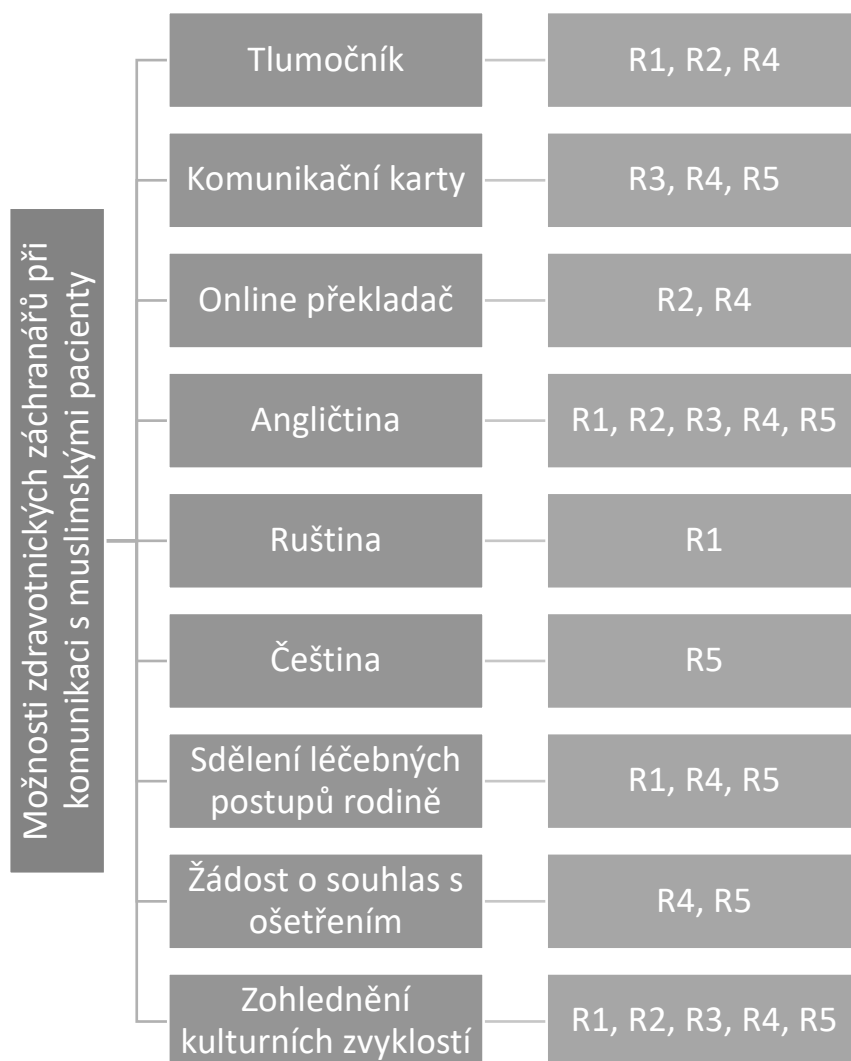 Možnosti zdravotnických záchranářů při
komunikaci s muslimskými pacienty
Tlumočník
R1, R2, R4
Komunikační karty
R3, R4, R5
Online překladač
R2, R4
Angličtina
R1, R2, R3, R4, R5
Ruština
R1
Čeština
R5
Sdělení léčebných
postupů rodině
R1, R4, R5
Žádost o souhlas s
ošetřením
R4, R5
Zohlednění
kulturních zvyklostí
R1, R2, R3, R4, R5